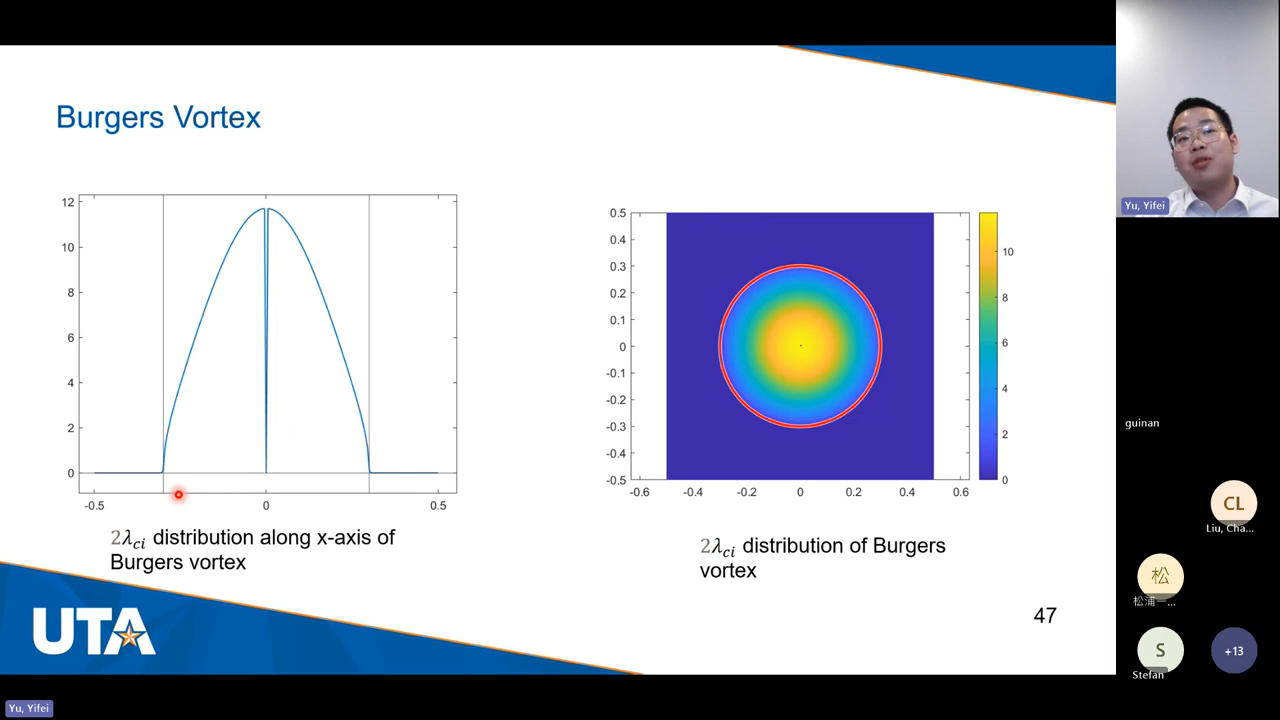 Burgers Vortex
12
10
8
6
4
2
0
-0.5
0
0.5
2λci distribution along x-axis of
Burgers vortex
0.5
0.4
0.3
0.2
0.1
0
-0.1
-0.2
-0.3
-0.4
-0.5
-0.6
-0.4
-0.2
0
0.2
0.4
0.6
10
8
6
4
2
0
2λci distribution of Burgers
vortex
47
UTA
Yu, Yifei
guinan
CL
Liu, Cha...
松
松浦一...
S
Stefan
+13
Yu, Yifei